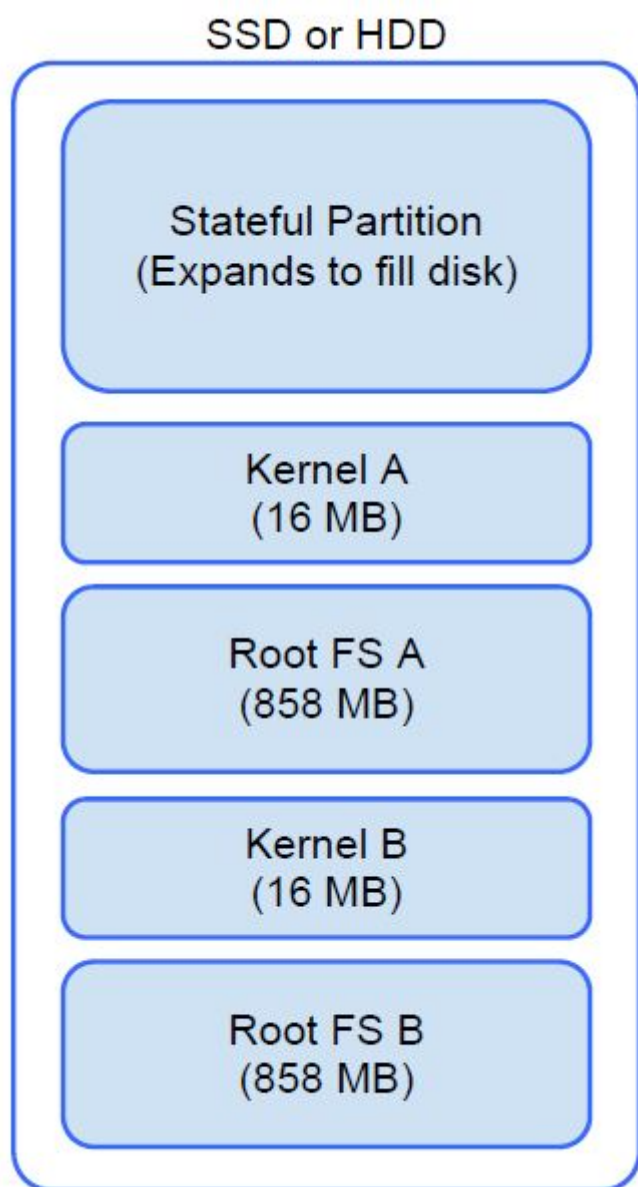 SSD or HDD
Stateful Partition
(Expands to fill disk)
Kernel A
(16 MB)
Root FS A
(858 MB)
Kernel B
(16 MB)
Root FS B
(858 MB)